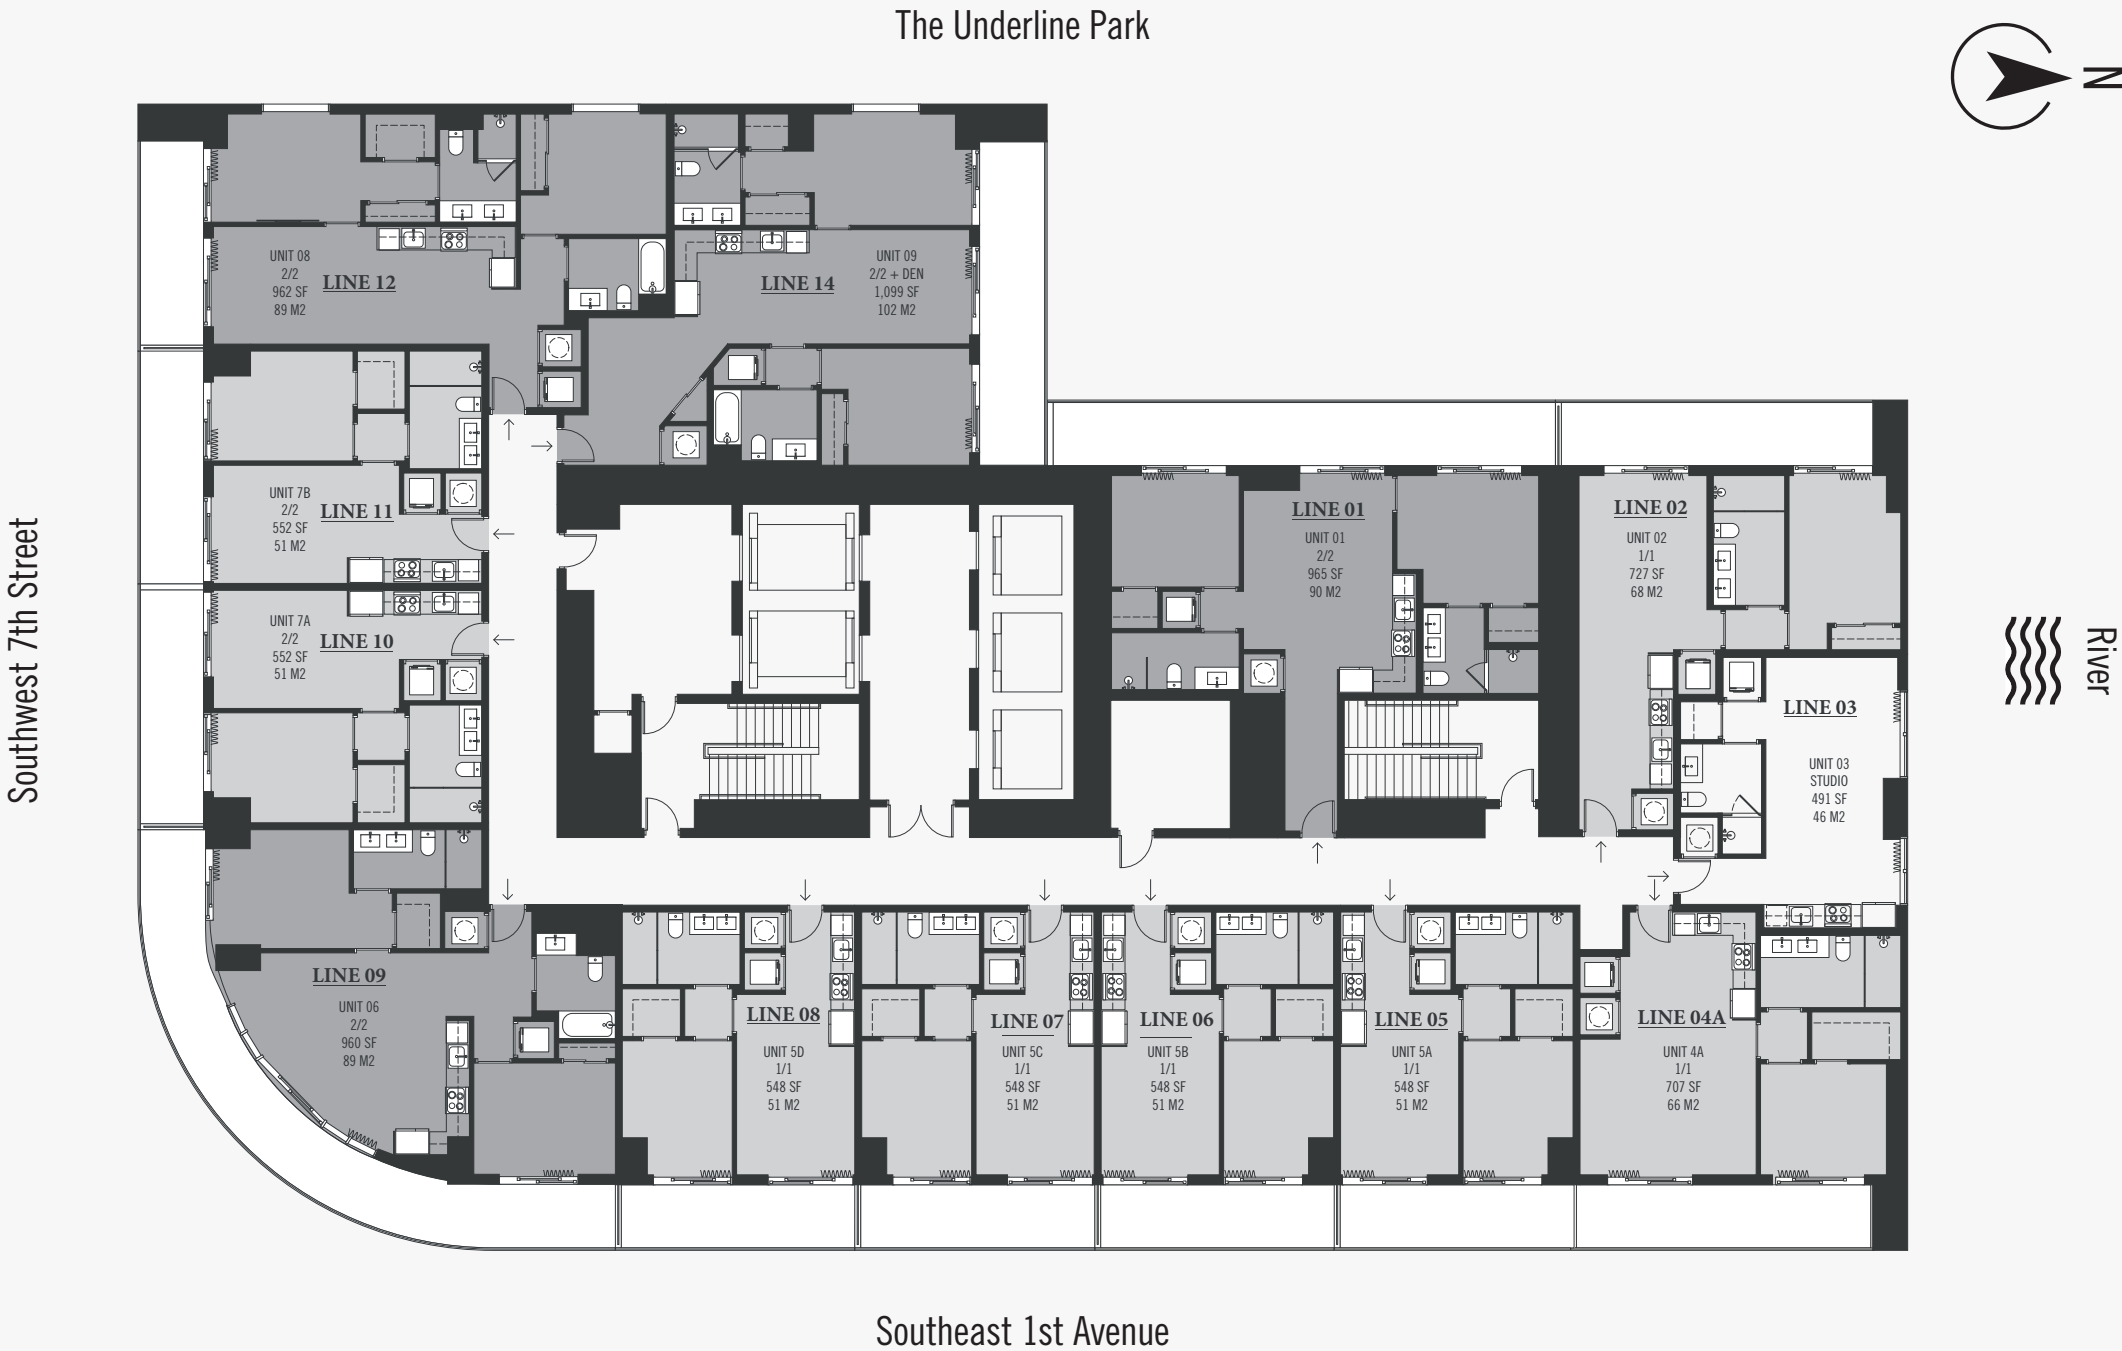 The Underline Park
N
UNIT 08
2/2
962 SF
89 M2
LINE 12
LINE 14
UNIT 09
2/2 + DEN
1,099 SF
102 M2
UNIT 7B
2/2
552 SF
51 M2
LINE 11
LINE 01
UNIT 01
2/2
965 SF
90 M2
LINE 02
UNIT 02
1/1
727 SF
68 M2
Southwest 7th Street
UNIT 7A
2/2
552 SF
51 M2
LINE 10
River
LINE 03
UNIT 03
STUDIO
491 SF
46 M2
LINE 09
UNIT 06
2/2
960 SF
89 M2
LINE 08
UNIT 5D
1/1
548 SF
51 M2
LINE 07
UNIT 5C
1/1
548 SF
51 M2
LINE 06
UNIT 5B
1/1
548 SF
51 M2
LINE 05
UNIT 5A
1/1
548 SF
51 M2
LINE 04A
UNIT 4A
1/1
707 SF
66 M2
Southeast 1st Avenue